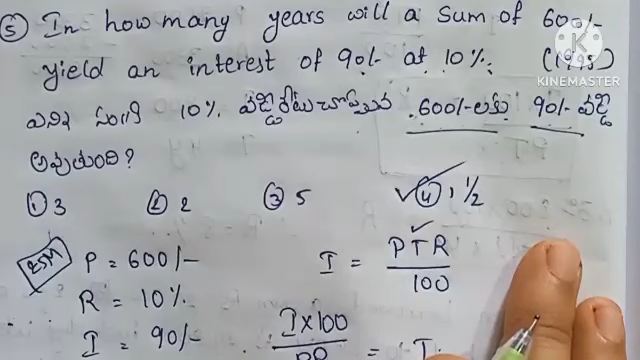 ⑤ In how many years will a sum of 600/-
yield an interest of 90/- at 10%. (1995)
KINEMASTER
10% 600/-లకు 90/- వడ్డీ
అవుతుంది?
① 3 ② 2 ③ 5 ④ 1 1/2
P = 600/- I = PTR/100
R = 10%
I = 90/- I×100/PR = T